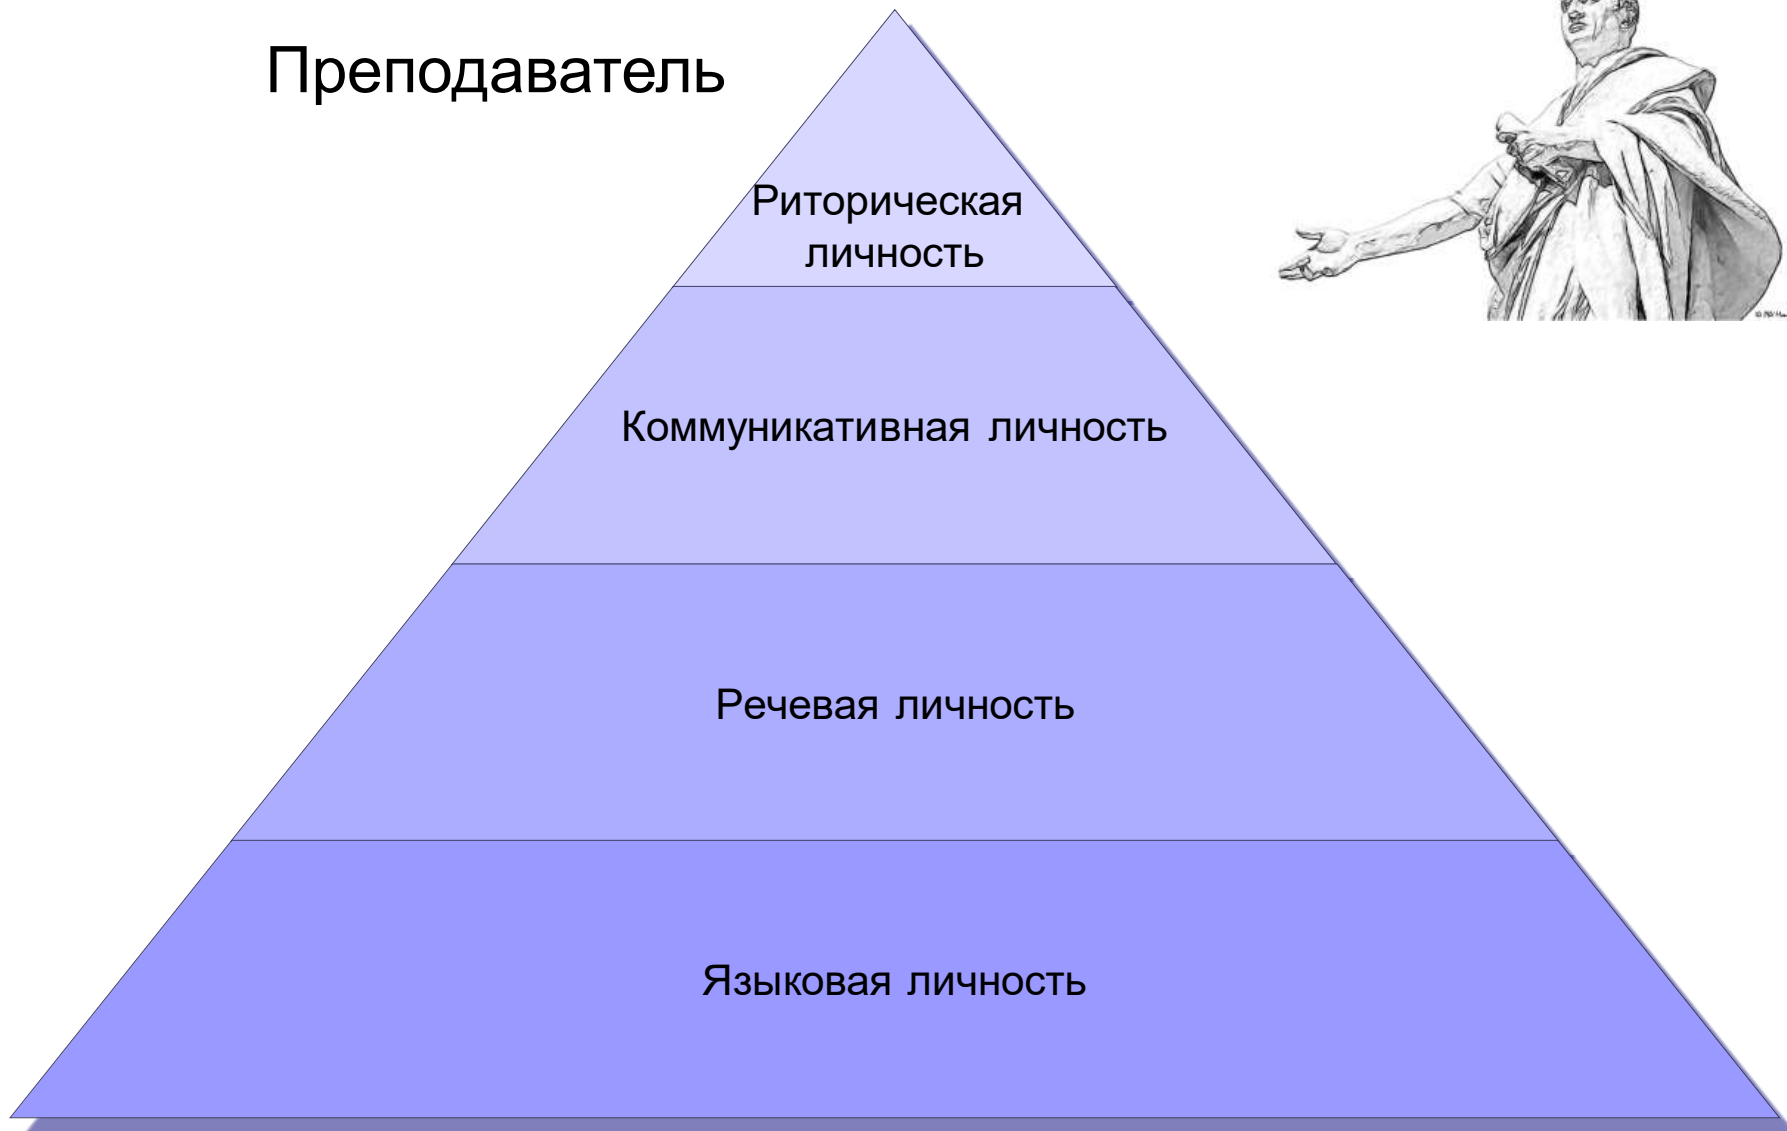 Преподаватель
Риторическая
личность
Коммуникативная личность
Речевая личность
Языковая личность